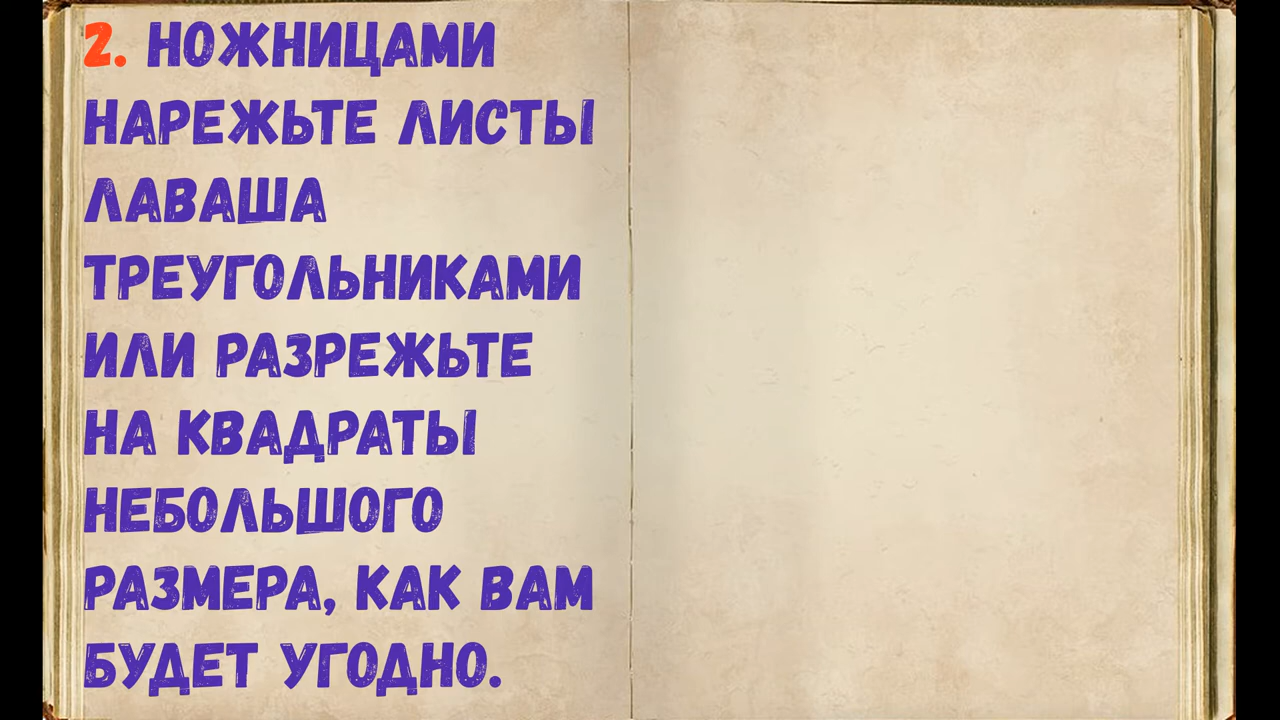 2. НОЖНИЦАМИ
НАРЕЖЬТЕ ЛИСТЫ
ЛАВАША
ТРЕУГОЛЬНИКАМИ
ИЛИ РАЗРЕЖЬТЕ
НА КВАДРАТЫ
НЕБОЛЬШОГО
РАЗМЕРА, КАК ВАМ
БУДЕТ УГОДНО.